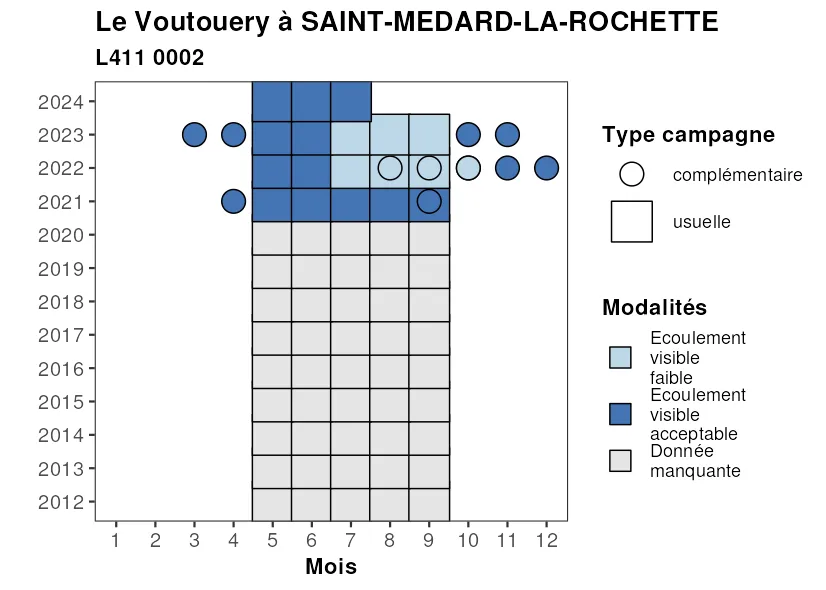 Le Voutouery à SAINT-MEDARD-LA-ROCHETTE
L411 0002
2024
2023
2022
2021
2020
2019
2018
2017
2016
2015
2014
2013
2012
1 2 3 4 5 6 7 8 9 10 11 12
Mois
Type campagne
complémentaire
usuelle
Modalités
Ecoulement
visible
faible
Ecoulement
visible
acceptable
Donnée
manquante